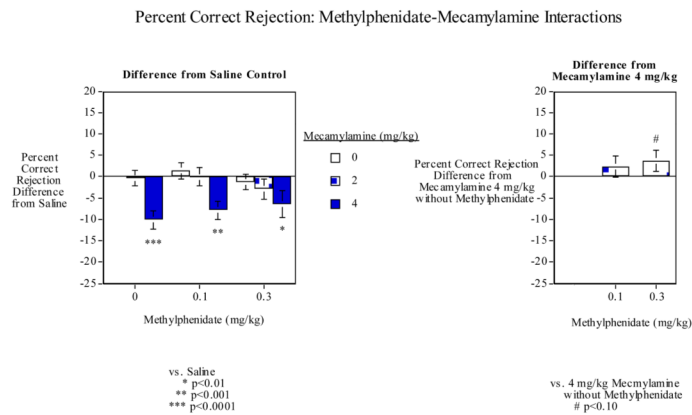 Percent Correct Rejection: Methylphenidate-Mecamylamine Interactions
Difference from Saline Control
20
15
10
5
0
-5
-10
-15
-20
-25
Percent
Correct
Rejection
Difference
from Saline
***
**
*
0
0.1
0.3
Methylphenidate (mg/kg)
vs. Saline
* p<0.01
** p<0.001
*** p<0.0001
Mecamylamine (mg/kg)
0
2
4
Difference from
Mecamylamine 4 mg/kg
20
15
10
5
0
-5
-10
-15
-20
-25
Percent Correct Rejection
Difference from
Mecamylamine 4 mg/kg
without Methylphenidate
#
0.1
0.3
Methylphenidate (mg/kg)
vs. 4 mg/kg Mecmylamine
without Methylphenidate
# p<0.10